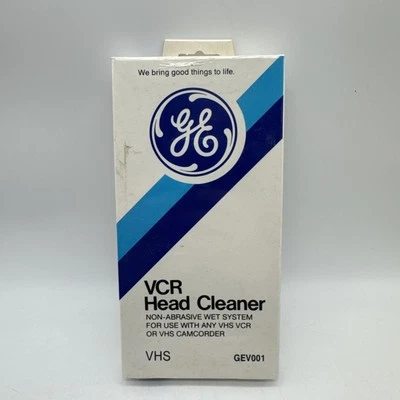 We bring good things to life.
GE
VCR
Head Cleaner
NON-ABRASIVE WET SYSTEM
FOR USE WITH ANY VHS VCR
OR VHS CAMCORDER
VHS GEV001